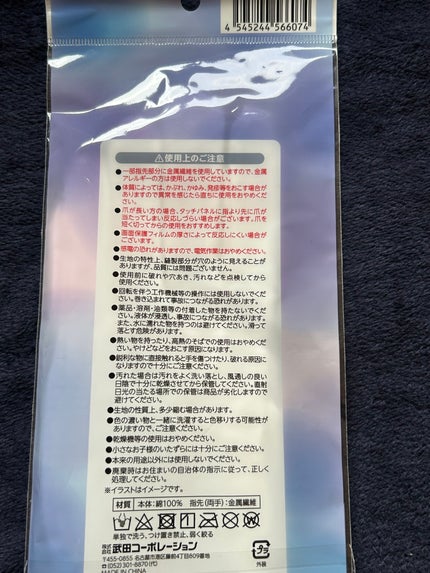 4 545244 566074
⚠使用上のご注意
●一部指先部分に金属繊維を使用していますので、金属
アレルギーの方は使用しないでください。
●体質によっては、かぶれ、かゆみ、発疹等をおこす場合が
ありますので異常を感じたら直ちに使用をおやめくだ
さい。
●爪が長い方の場合、タッチパネルに指より先に爪が
当たってしまい反応しづらい場合がございます。爪を
短く切ってからの使用をおすすめします。
●画面保護フィルムの厚さによって反応しにくい場合が
ございます。
●感電の恐れがありますので、電気作業はおやめください。
●生地の特性上、縫製部分が穴のように見えることが
ありますが、品質には問題ございません。
●使用前に破れや穴あき、汚れなどを点検してから
使用ください。
●回転を伴う工作機械等の操作には使用しないでくだ
さい。巻き込まれて事故につながる恐れがあります。
●薬品・溶剤・油類等の付着した物を持たないでくだ
さい。液体が浸透し、事故につながる恐れがあります。
また、水に濡れた物を持つのは避けてください。滑って
落とす危険があります。
●熱い物を持ったり、高熱のそばでの使用はおやめくだ
さい。やけどなどをおこす原因になります。
●鋭利な物に直接触れると手を傷つけたり、破れる原因に
なりますので十分にご注意ください。
●汚れた場合は汚れをよく洗い落とし、風通しの良い
日陰で十分に乾燥させてから保管してください。直射
日光の当たる場所での保管は商品が劣化しますので
避けてください。
●生地の性質上、多少縮む場合があります。
●色の濃い物と一緒に洗濯すると色移りする可能性が
ありますので、ご注意ください。
●乾燥機等の使用はおやめください。
●小さなお子様のいたずらには十分にご注意ください。
●本来の用途以外には使用しないでください。
●廃棄時はお住まいの自治体の指示に従って、正しく
処理してください。
※イラストはイメージです。
材質 本体:綿100% 指先(両手):金属繊維
単独で洗う、つけ置き禁止、弱く絞る
株式会社 武田コーポレーション
〒455-0855 名古屋市港区藤前4丁目809番地
☎(052)301-8870(代)
MADE IN CHINA
プラ
外袋